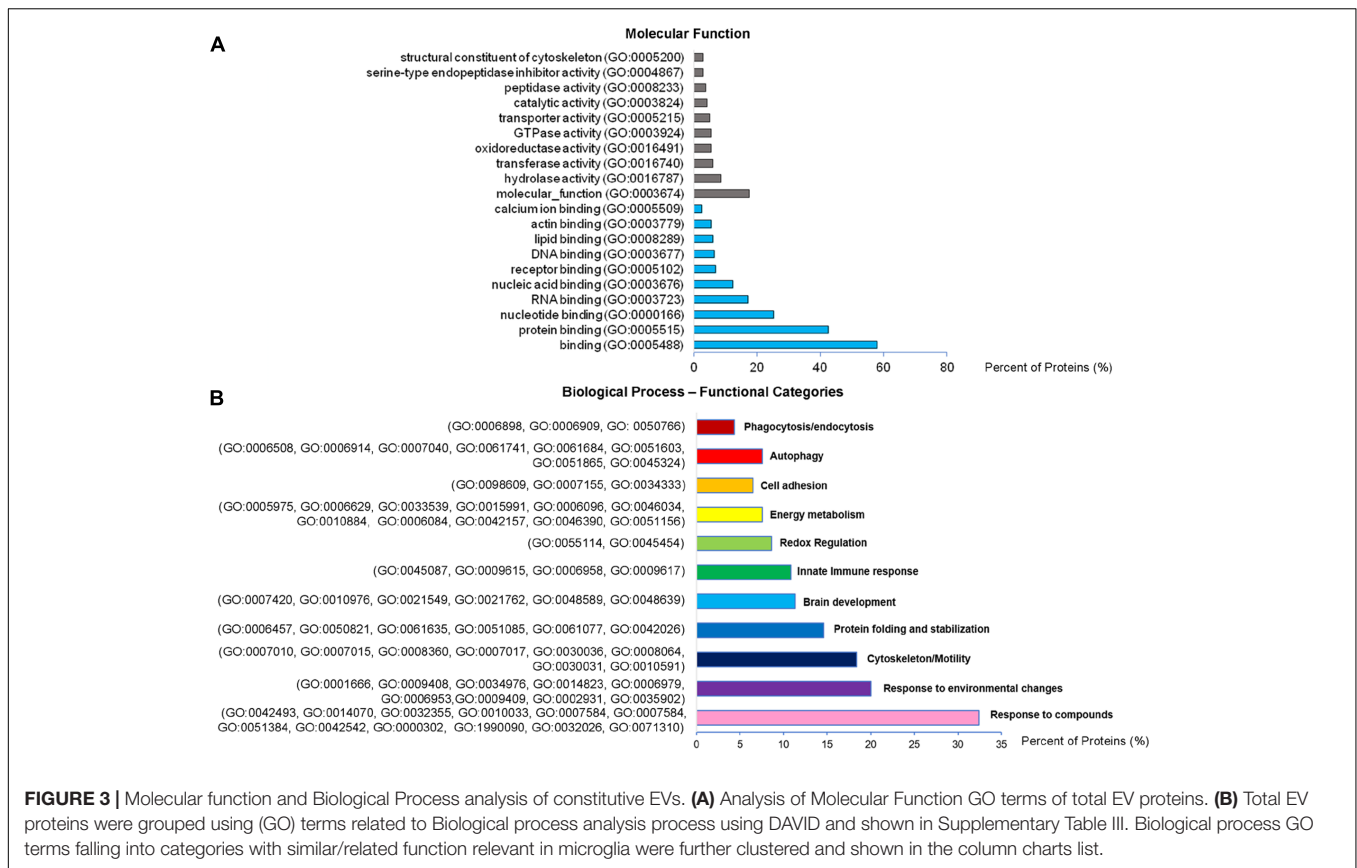 A
Molecular Function
structural constituent of cytoskeleton (GO:0005200)
serine-type endopeptidase inhibitor activity (GO:0004867)
peptidase activity (GO:0008233)
catalytic activity (GO:0003824)
transporter activity (GO:0005215)
GTPase activity (GO:0003924)
oxidoreductase activity (GO:0016491)
transferase activity (GO:0016740)
hydrolase activity (GO:0016787)
molecular_function (GO:0003674)
calcium ion binding (GO:0005509)
actin binding (GO:0003779)
lipid binding (GO:0008289)
DNA binding (GO:0003677)
receptor binding (GO:0005102)
nucleic acid binding (GO:0003676)
RNA binding (GO:0003723)
nucleotide binding (GO:0000166)
protein binding (GO:0005515)
binding (GO:0005488)
0 20 40 60 80 Percent of Proteins (%)
B
Biological Process – Functional Categories
(GO:0006898, GO:0006909, GO: 0050766) Phagocytosis/endocytosis
(GO:0006508, GO:0006914, GO:0007040, GO:0061741, GO:0061684, GO:0051603,
GO:0051865, GO:0045324) Autophagy
(GO:0098609, GO:0007155, GO:0034333) Cell adhesion
(GO:0005975, GO:0006629, GO:0033539, GO:0015991, GO:0006096, GO:0046034,
GO:0010884, GO:0006084, GO:0042157, GO:0046390, GO:0051156) Energy metabolism
(GO:0055114, GO:0045454) Redox Regulation
(GO:0045087, GO:0009615, GO:0006958, GO:0009617) Innate Immune response
(GO:0007420, GO:0010976, GO:0021549, GO:0021762, GO:0048589, GO:0048639) Brain development
(GO:0006457, GO:0050821, GO:0061635, GO:0051085, GO:0061077, GO:0042026) Protein folding and stabilization
(GO:0007010, GO:0007015, GO:0008360, GO:0007017, GO:0030036, GO:0008064,
GO:0030031, GO:0010591) Cytoskeleton/Motility
(GO:0001666, GO:0009408, GO:0034976, GO:0014823, GO:0006979,
GO:0006953,GO:0009409, GO:0002931, GO:0035902) Response to environmental changes
(GO:0042493, GO:0014070, GO:0032355, GO:0010033, GO:0007584, GO:0007584,
GO:0051384, GO:0042542, GO:0000302, GO:1990090, GO:0032026, GO:0071310) Response to compounds
0 5 10 15 20 25 30 35 Percent of Proteins (%)
FIGURE 3 | Molecular function and Biological Process analysis of constitutive EVs. (A) Analysis of Molecular Function GO terms of total EV proteins. (B) Total EV
proteins were grouped using (GO) terms related to Biological process analysis process using DAVID and shown in Supplementary Table III. Biological process GO
terms falling into categories with similar/related function relevant in microglia were further clustered and shown in the column charts list.